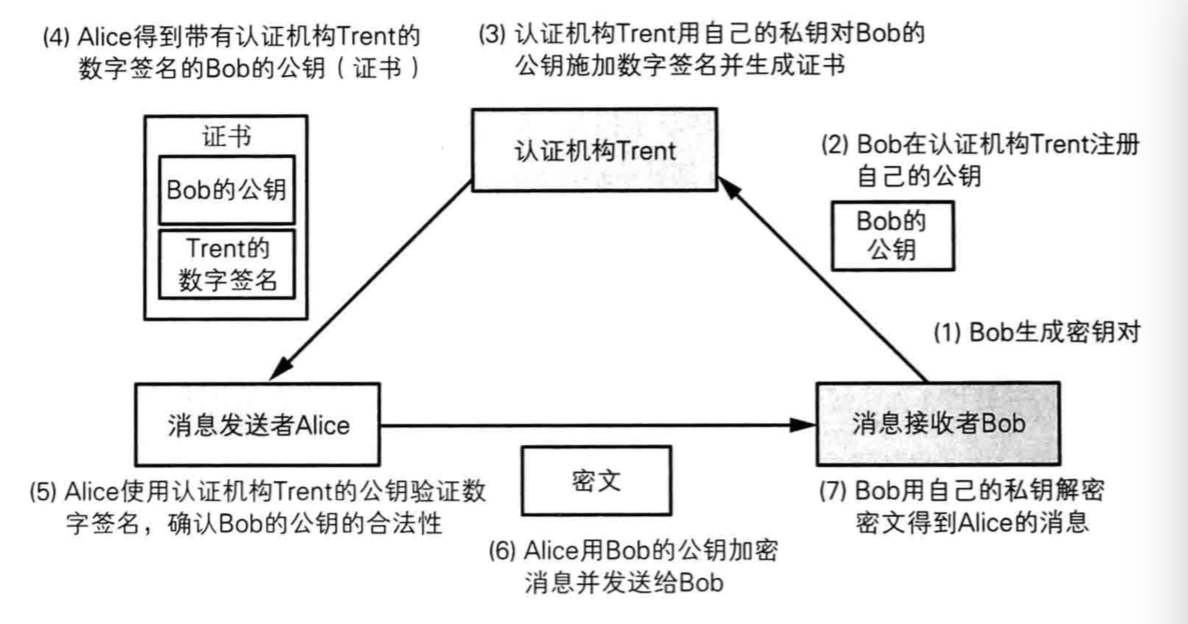 (4) Alice得到带有认证机构Trent的
数字签名的Bob的公钥（证书）
(3) 认证机构Trent用自己的私钥对Bob的
公钥施加数字签名并生成证书
证书
Bob的公钥
Trent的
数字签名
认证机构Trent
(2) Bob在认证机构Trent注册
自己的公钥
Bob的
公钥
(1) Bob生成密钥对
消息发送者Alice
消息接收者Bob
(5) Alice使用认证机构Trent的公钥验证数
字签名，确认Bob的公钥的合法性
密文
(6) Alice用Bob的公钥加密
消息并发送给Bob
(7) Bob用自己的私钥解密
密文得到Alice的消息